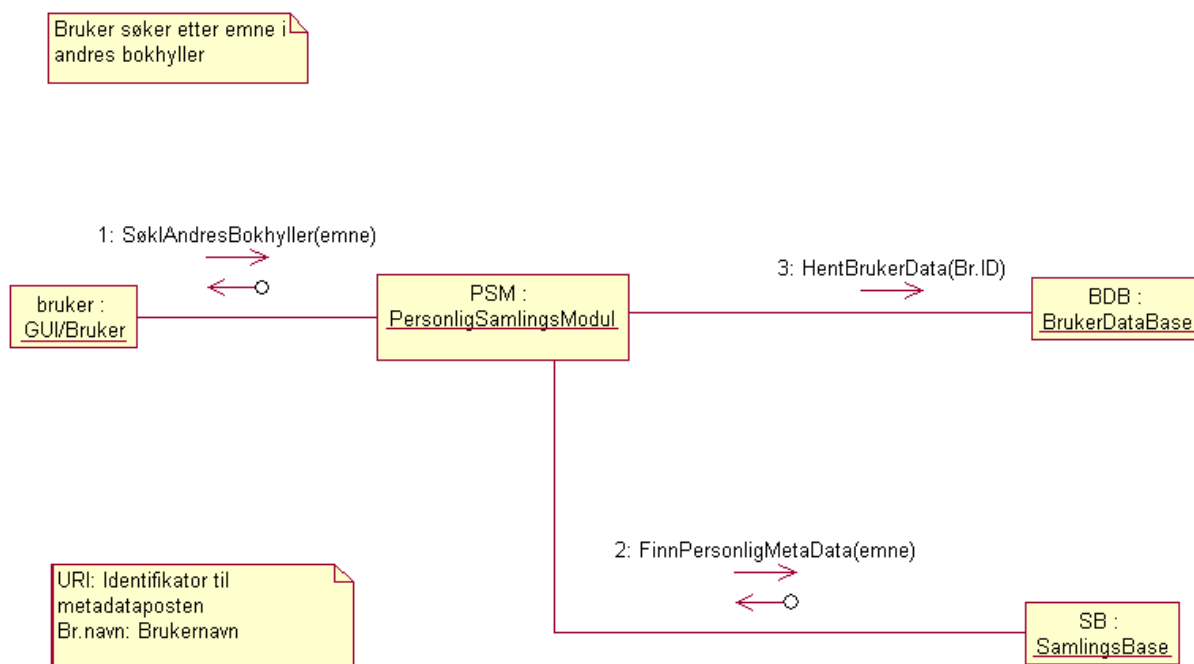 Bruker søker etter emne i
andres bokhyller
1: SøkIAndresBokhyller(emne)
3: HentBrukerData(Br.ID)
bruker :
GUI/Bruker
PSM :
PersonligSamlingsModul
BDB :
BrukerDataBase
2: FinnPersonligMetaData(emne)
URI: Identifikator til
metadataposten
Br.navn: Brukernavn
SB :
SamlingsBase